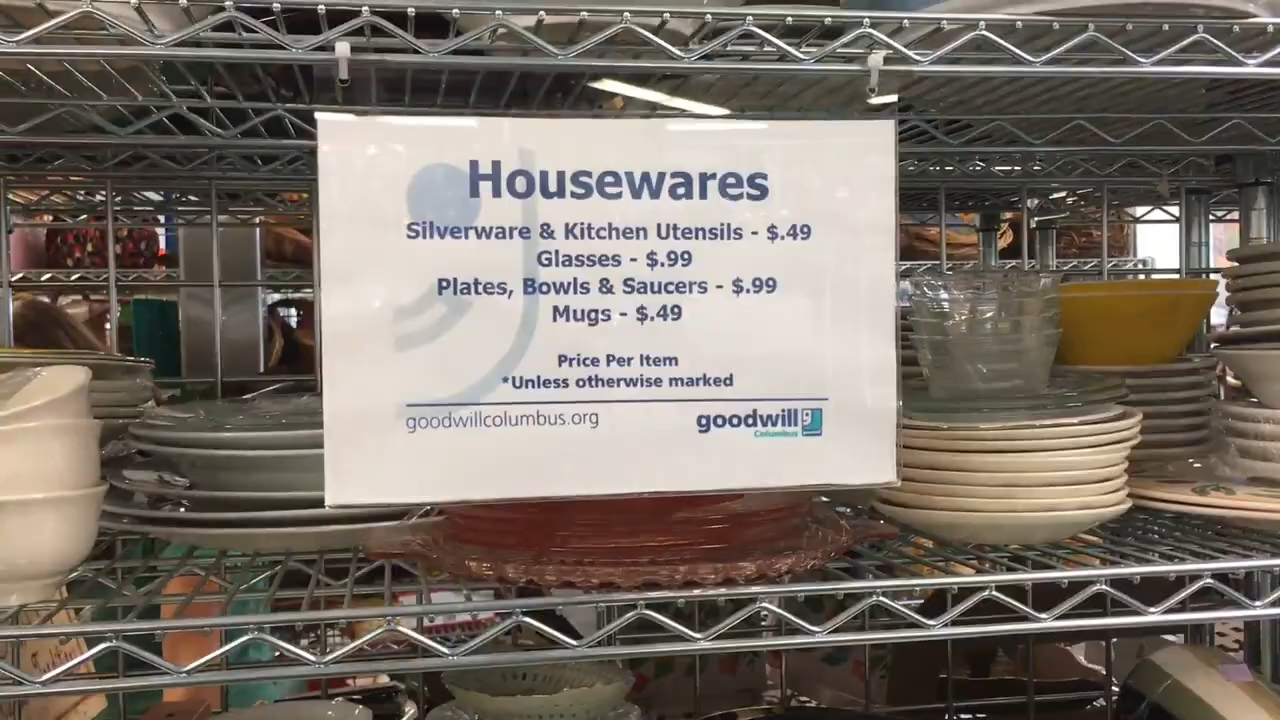 Housewares
Silverware & Kitchen Utensils - $.49
Glasses - $.99
Plates, Bowls & Saucers - $.99
Mugs - $.49
Price Per Item
*Unless otherwise marked
goodwillcolumbus.org
goodwill g
Columbus